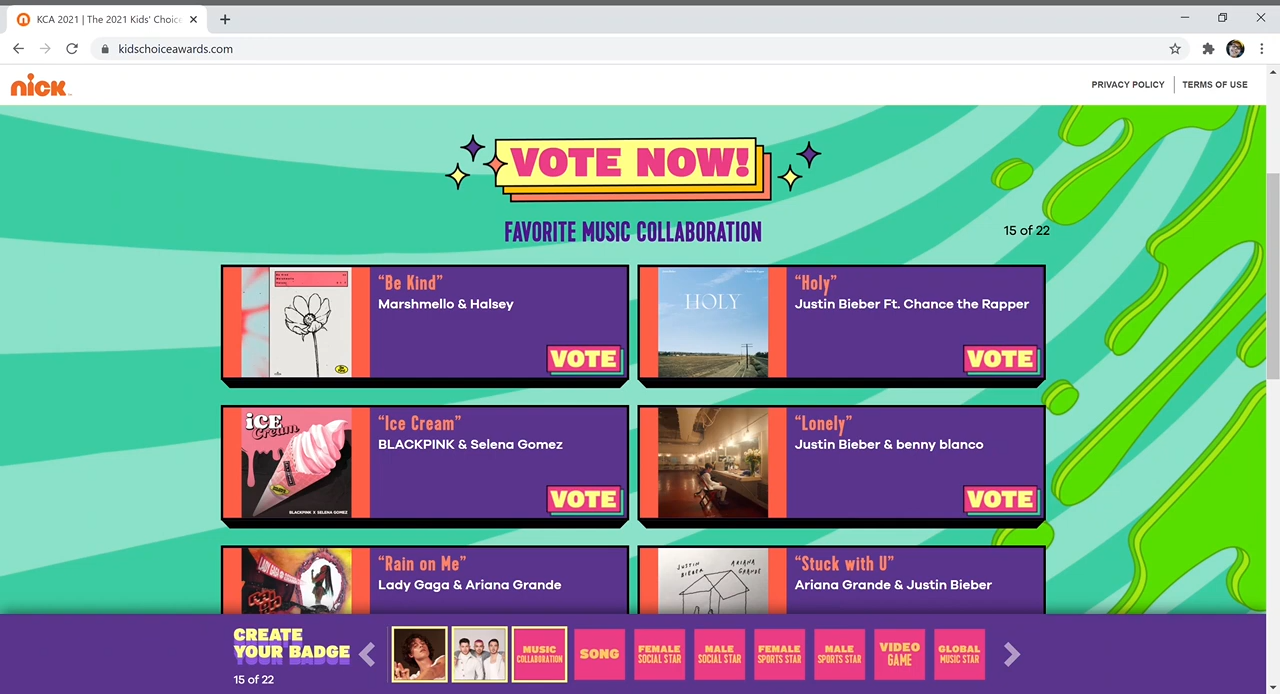 KCA 2021 | The 2021 Kids' Choic
kidschoiceawards.com
nick
PRIVACY POLICY
TERMS OF USE
VOTE NOW!
FAVORITE MUSIC COLLABORATION
15 of 22
“Be Kind”
Marshmello & Halsey
VOTE
HOLY
“Holy”
Justin Bieber Ft. Chance the Rapper
VOTE
iCE
Cream
BLACKPINK X SELENA GOMEZ
“Ice Cream”
BLACKPINK & Selena Gomez
VOTE
“Lonely”
Justin Bieber & benny blanco
VOTE
“Rain on Me”
Lady Gaga & Ariana Grande
JUSTIN
BIEBER
ARIANA
GRANDE
“Stuck with U”
Ariana Grande & Justin Bieber
CREATE
YOUR BADGE
15 of 22
MUSIC
COLLABORATION
SONG
FEMALE
SOCIAL STAR
MALE
SOCIAL STAR
FEMALE
SPORTS STAR
MALE
SPORTS STAR
VIDEO
GAME
GLOBAL
MUSIC STAR